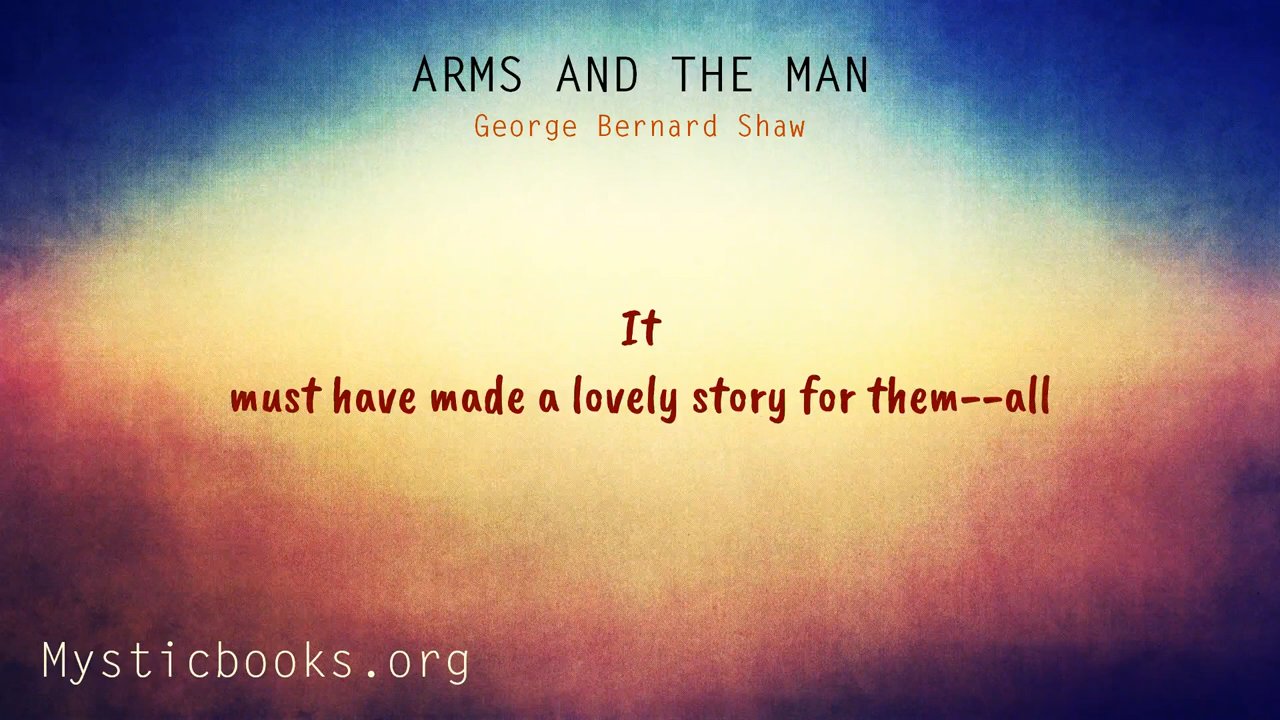 ARMS AND THE MAN
George Bernard Shaw
It
must have made a lovely story for them--all
Mysticbooks.org